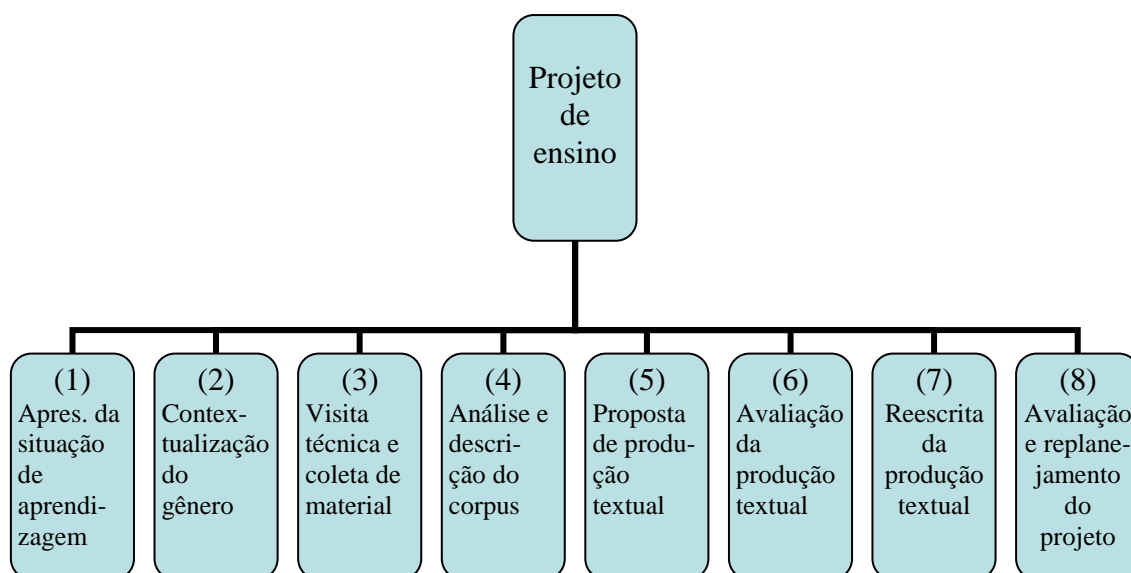 Projeto
de
ensino
(1)
Apres. da
situação
de
aprendi-
zagem
(2)
Contex-
tualização
do
gênero
(3)
Visita
técnica e
coleta de
material
(4)
Análise e
descri-
ção do
corpus
(5)
Proposta
de produ-
ção
textual
(6)
Avaliação
da
produção
textual
(7)
Reescrita
da
produção
textual
(8)
Avaliação
e replane-
jamento
do
projeto